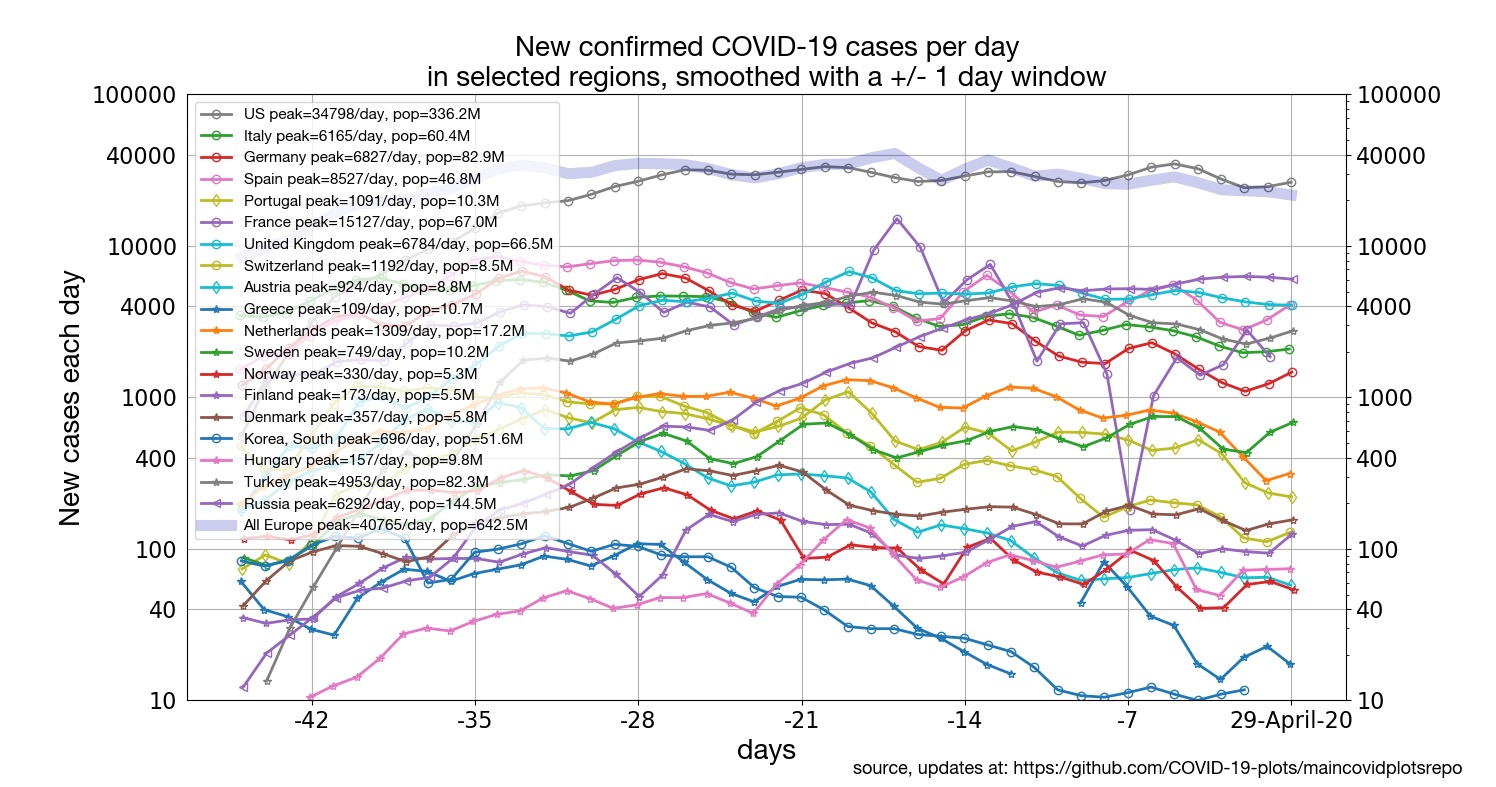 New confirmed COVID-19 cases per day
in selected regions, smoothed with a +/- 1 day window
100000
40000
10000
4000
1000
400
100
40
10
New cases each day
US peak=34798/day, pop=336.2M
Italy peak=6165/day, pop=60.4M
Germany peak=6827/day, pop=82.9M
Spain peak=8527/day, pop=46.8M
Portugal peak=1091/day, pop=10.3M
France peak=15127/day, pop=67.0M
United Kingdom peak=6784/day, pop=66.5M
Switzerland peak=1192/day, pop=8.5M
Austria peak=924/day, pop=8.8M
Greece peak=109/day, pop=10.7M
Netherlands peak=1309/day, pop=17.2M
Sweden peak=749/day, pop=10.2M
Norway peak=330/day, pop=5.3M
Finland peak=173/day, pop=5.5M
Denmark peak=357/day, pop=5.8M
Korea, South peak=696/day, pop=51.6M
Hungary peak=157/day, pop=9.8M
Turkey peak=4953/day, pop=82.3M
Russia peak=6292/day, pop=144.5M
All Europe peak=40765/day, pop=642.5M
100000
40000
10000
4000
1000
400
100
40
10
-42 -35 -28 -21 -14 -7 29-April-20
days
source, updates at: https://github.com/COVID-19-plots/maincovidplotsrepo